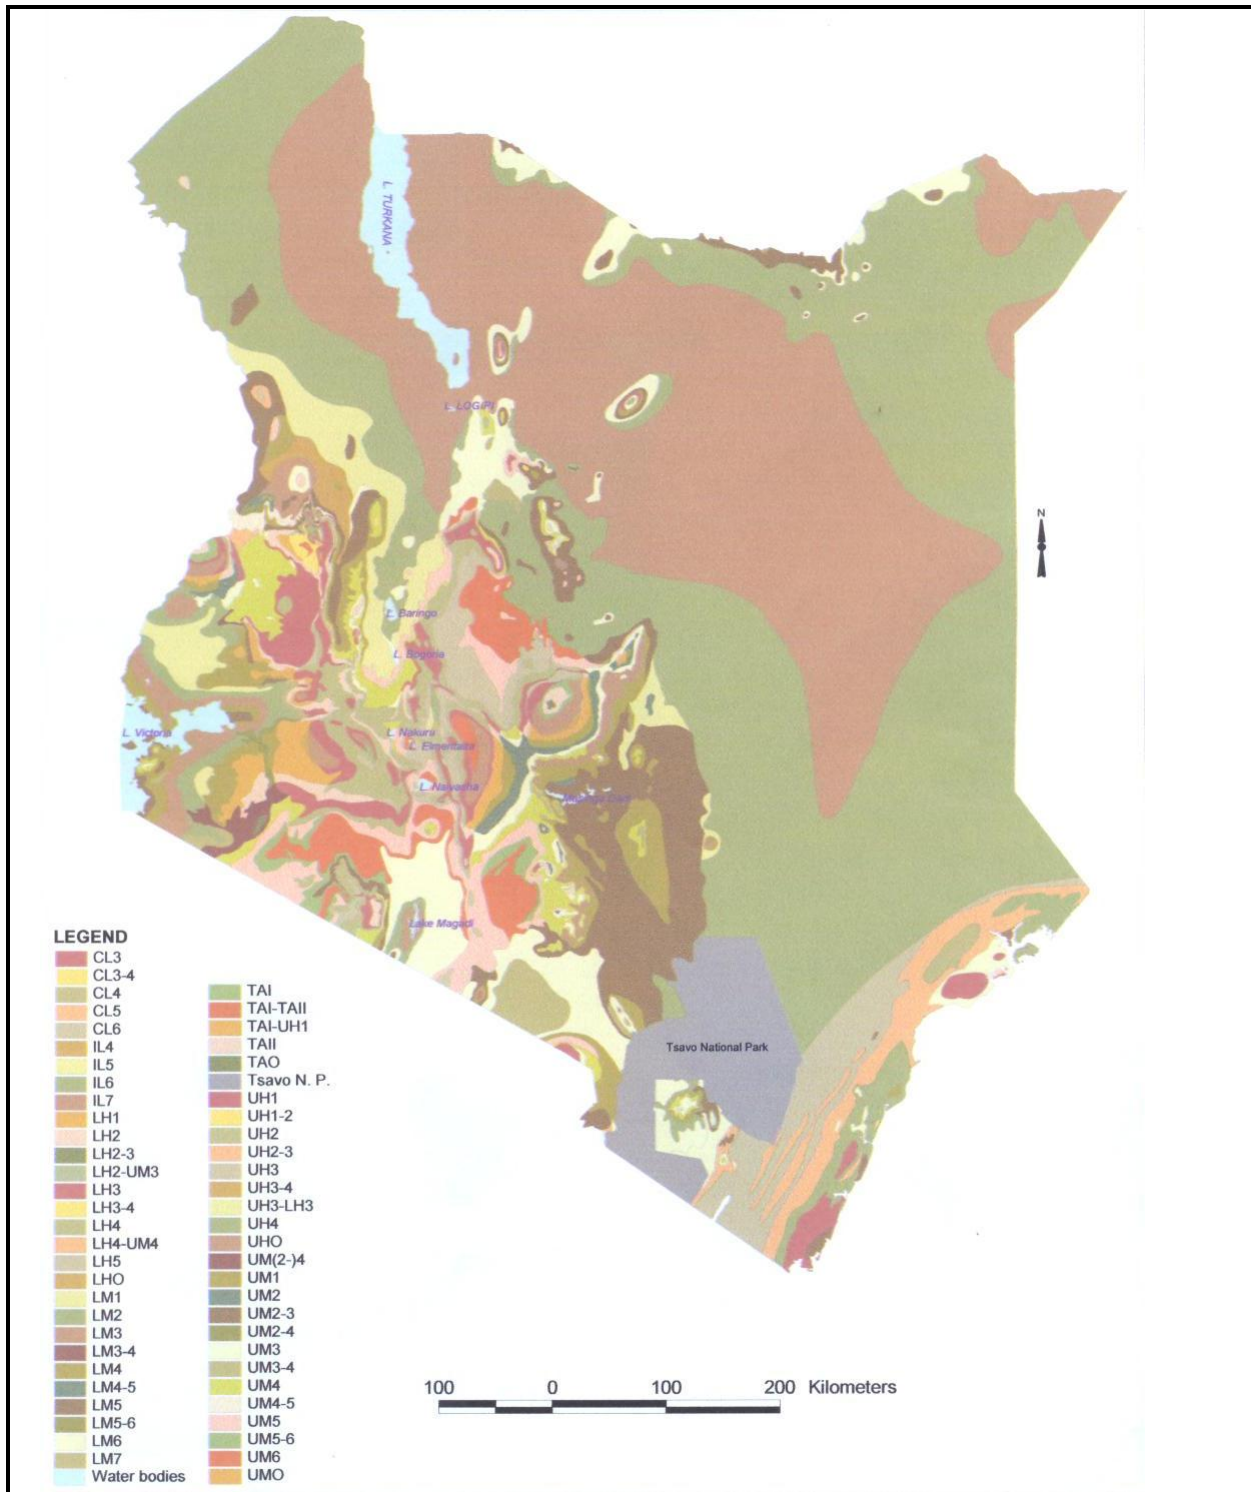 L. TURKANA
N
L. LOGIPI
L. Baringo
L. Bogoria
L. Victoria
L. Nakuru
L. Elmentaita
L. Naivasha
Lake Magadi
Tsavo National Park
LEGEND
CL3
CL3-4
CL4
CL5
CL6
IL4
IL5
IL6
IL7
LH1
LH2
LH2-3
LH2-UM3
LH3
LH3-4
LH4
LH4-UM4
LH5
LHO
LM1
LM2
LM3
LM3-4
LM4
LM4-5
LM5
LM5-6
LM6
LM7
Water bodies
TAI
TAI-TAII
TAI-UH1
TAII
TAO
Tsavo N. P.
UH1
UH1-2
UH2
UH2-3
UH3
UH3-4
UH3-LH3
UH4
UHO
UM(2-)4
UM1
UM2
UM2-3
UM2-4
UM3
UM3-4
UM4
UM4-5
UM5
UM5-6
UM6
UMO
100 0 100 200 Kilometers